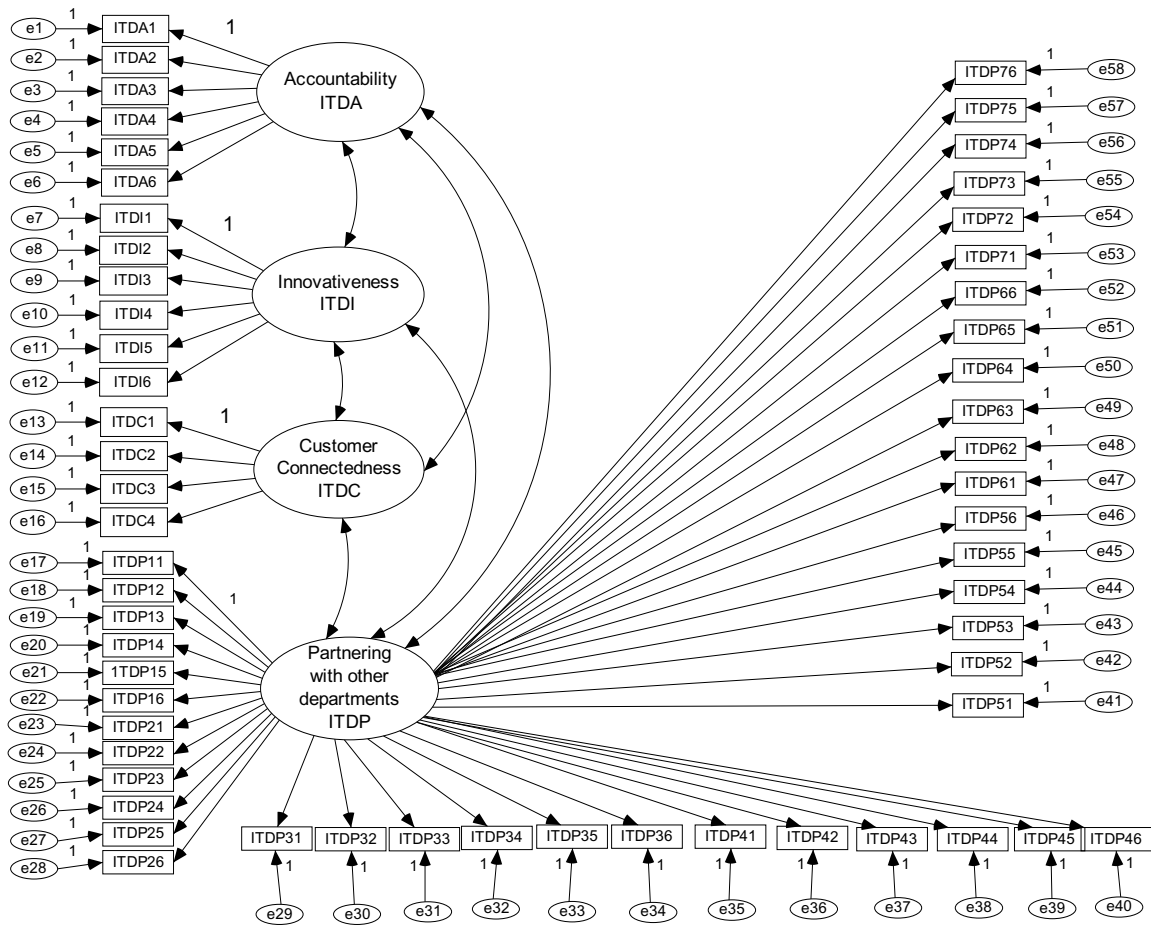 e1 1 ITDA1 1
e2 1 ITDA2
e3 1 ITDA3
e4 1 ITDA4
e5 1 ITDA5
e6 1 ITDA6
Accountability
ITDA
e7 1 ITDI1 1
e8 1 ITDI2
e9 1 ITDI3
e10 1 ITDI4
e11 1 ITDI5
e12 1 ITDI6
Innovativeness
ITDI
e13 1 ITDC1 1
e14 1 ITDC2
e15 1 ITDC3
e16 1 ITDC4
Customer
Connectedness
ITDC
e17 1 ITDP11 1
e18 1 ITDP12
e19 1 ITDP13
e20 1 ITDP14
e21 1 1TDP15
e22 1 ITDP16
e23 1 ITDP21
e24 1 ITDP22
e25 1 ITDP23
e26 1 ITDP24
e27 1 ITDP25
e28 1 ITDP26
Partnering
with other
departments
ITDP
ITDP76 1 e58
ITDP75 1 e57
ITDP74 1 e56
ITDP73 1 e55
ITDP72 1 e54
ITDP71 1 e53
ITDP66 1 e52
ITDP65 1 e51
ITDP64 1 e50
ITDP63 1 e49
ITDP62 1 e48
ITDP61 1 e47
ITDP56 1 e46
ITDP55 1 e45
ITDP54 1 e44
ITDP53 1 e43
ITDP52 1 e42
ITDP51 1 e41
ITDP31 ITDP32 ITDP33 ITDP34 ITDP35 ITDP36 ITDP41 ITDP42 ITDP43 ITDP44 ITDP45 ITDP46
1 1 1 1 1 1 1 1 1 1 1 1
e29 e30 e31 e32 e33 e34 e35 e36 e37 e38 e39 e40